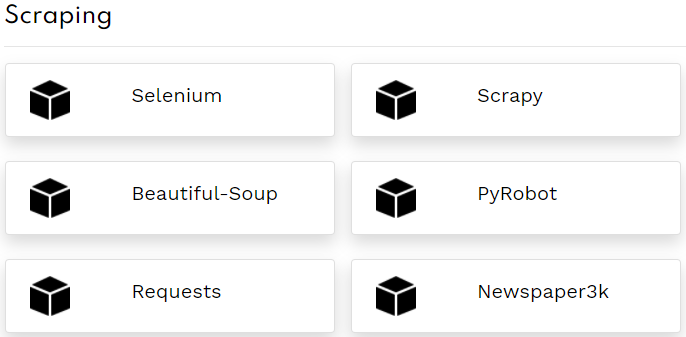 Scraping
Selenium
Scrapy
Beautiful-Soup
PyRobot
Requests
Newspaper3k